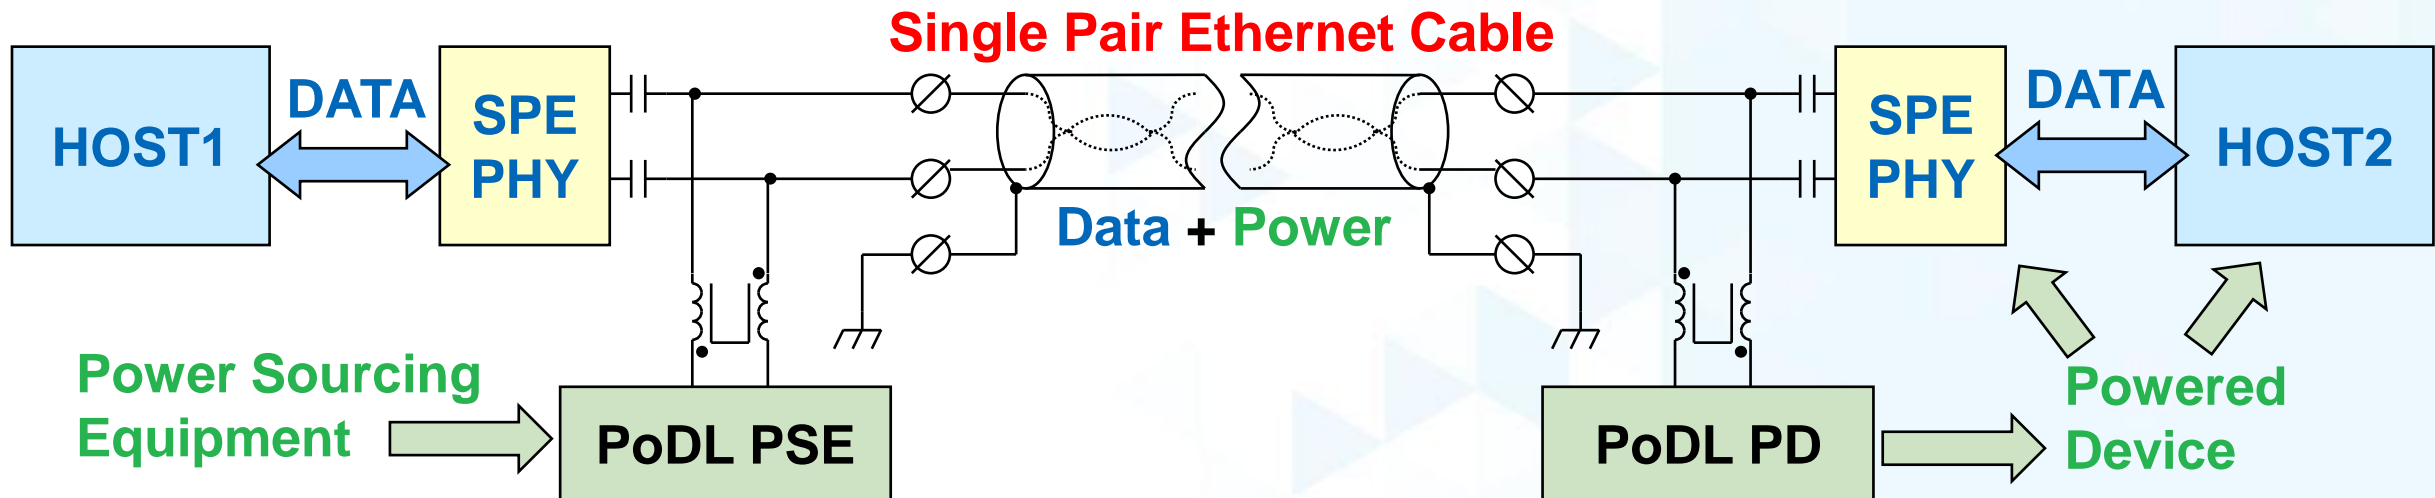 Single Pair Ethernet Cable
HOST1
DATA
SPE
PHY
Data + Power
SPE
PHY
DATA
HOST2
Power Sourcing
Equipment
PoDL PSE
PoDL PD
Powered
Device